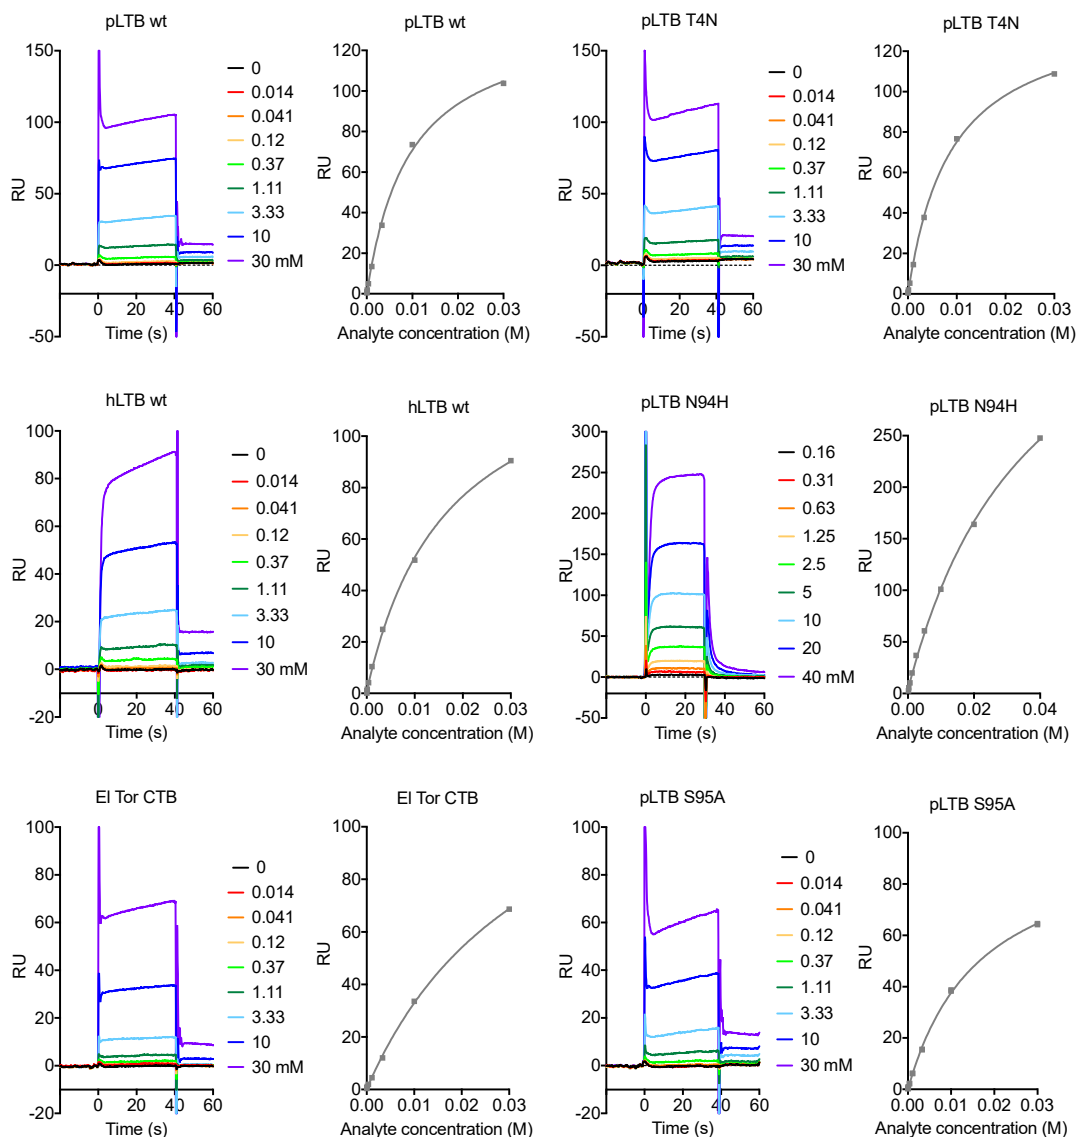 pLTB wt
150
100
50
0
-50
RU
0 20 40 60
Time (s)
0
0.014
0.041
0.12
0.37
1.11
3.33
10
30 mM
pLTB wt
120
100
80
60
40
20
0
RU
0.00 0.01 0.02 0.03
Analyte concentration (M)
pLTB T4N
150
100
50
0
-50
RU
0 20 40 60
Time (s)
0
0.014
0.041
0.12
0.37
1.11
3.33
10
30 mM
pLTB T4N
120
100
80
60
40
20
0
RU
0.00 0.01 0.02 0.03
Analyte concentration (M)
hLTB wt
100
80
60
40
20
0
-20
RU
0 20 40 60
Time (s)
0
0.014
0.041
0.12
0.37
1.11
3.33
10
30 mM
hLTB wt
100
80
60
40
20
0
RU
0.00 0.01 0.02 0.03
Analyte concentration (M)
pLTB N94H
300
250
200
150
100
50
0
-50
RU
0 20 40 60
Time (s)
0.16
0.31
0.63
1.25
2.5
5
10
20
40 mM
pLTB N94H
250
200
150
100
50
0
RU
0.00 0.01 0.02 0.03 0.04
Analyte concentration (M)
El Tor CTB
100
80
60
40
20
0
-20
RU
0 20 40 60
Time (s)
0
0.014
0.041
0.12
0.37
1.11
3.33
10
30 mM
El Tor CTB
100
80
60
40
20
0
RU
0.00 0.01 0.02 0.03
Analyte concentration (M)
pLTB S95A
100
80
60
40
20
0
-20
RU
0 20 40 60
Time (s)
0
0.014
0.041
0.12
0.37
1.11
3.33
10
30 mM
pLTB S95A
100
80
60
40
20
0
RU
0.00 0.01 0.02 0.03
Analyte concentration (M)